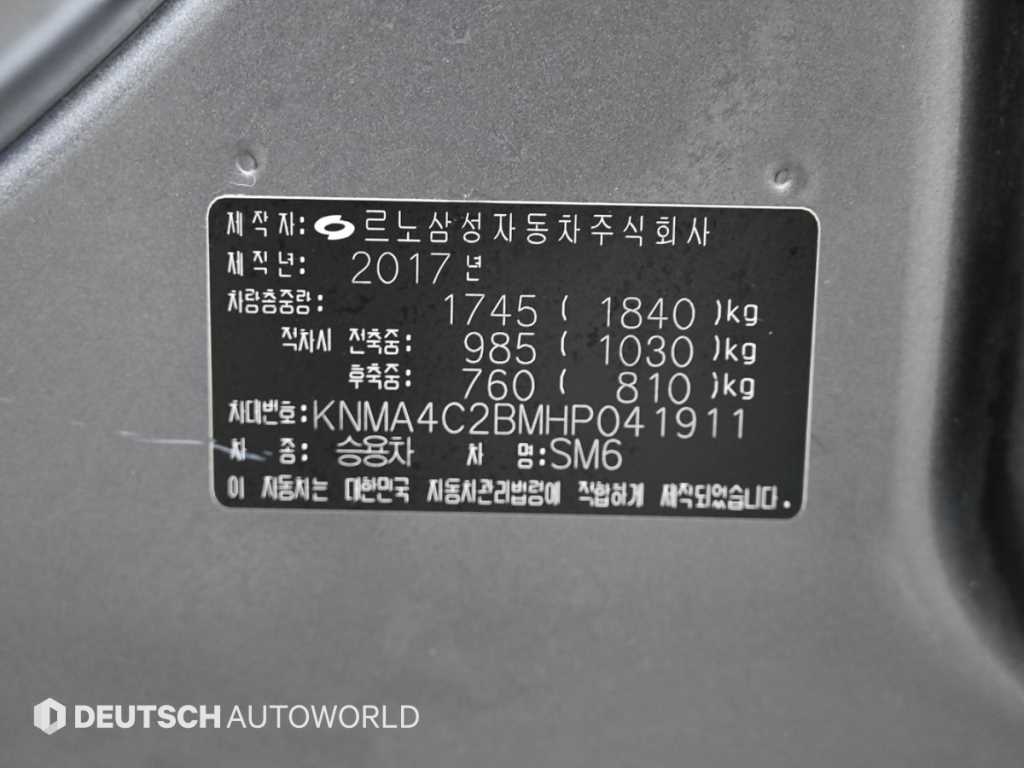 제작자: 르노삼성자동차주식회사
제작년: 2017년
차량총중량: 1745 ( 1840 )kg
적차시 전축중: 985 ( 1030 )kg
후축중: 760 ( 810 )kg
차대번호: KNMA4C2BMHP041911
차 종: 승용차 차 명: SM6
이 자동차는 대한민국 자동차관리법령에 적합하게 제작되었습니다.
DEUTSCH AUTOWORLD